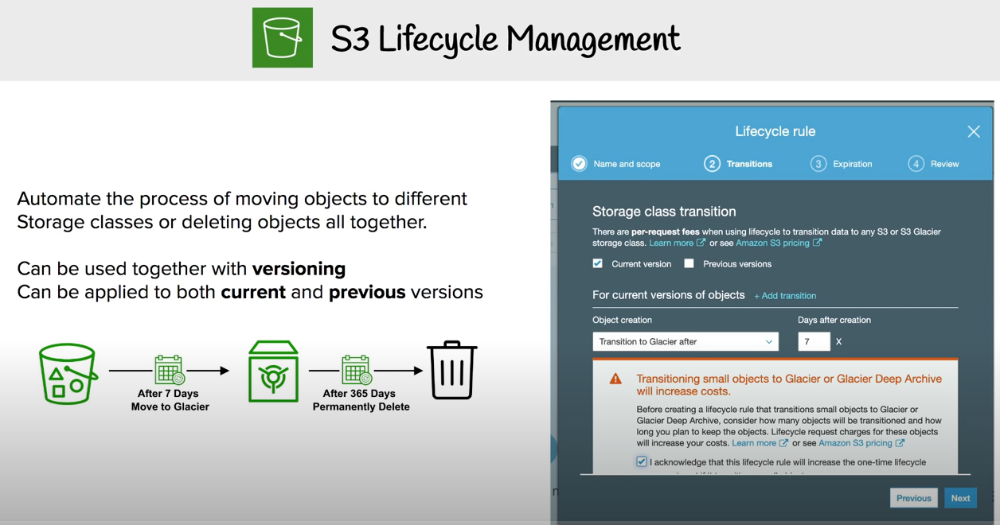 S3 Lifecycle Management
Automate the process of moving objects to different
Storage classes or deleting objects all together.
Can be used together with versioning
Can be applied to both current and previous versions
After 7 Days
Move to Glacier
After 365 Days
Permanently Delete
Lifecycle rule
Name and scope
2 Transitions
3 Expiration
4 Review
Storage class transition
There are per-request fees when using lifecycle to transition data to any S3 or S3 Glacier
storage class. Learn more or see Amazon S3 pricing
Current version Previous versions
For current versions of objects + Add transition
Object creation Days after creation
Transition to Glacier after 7 X
Transitioning small objects to Glacier or Glacier Deep Archive
will increase costs.
Before creating a lifecycle rule that transitions small objects to Glacier or
Glacier Deep Archive, consider how many objects will be transitioned and how
long you plan to keep the objects. Lifecycle request charges for these objects
will increase your costs. Learn more or see Amazon S3 pricing
I acknowledge that this lifecycle rule will increase the one-time lifecycle
Previous Next